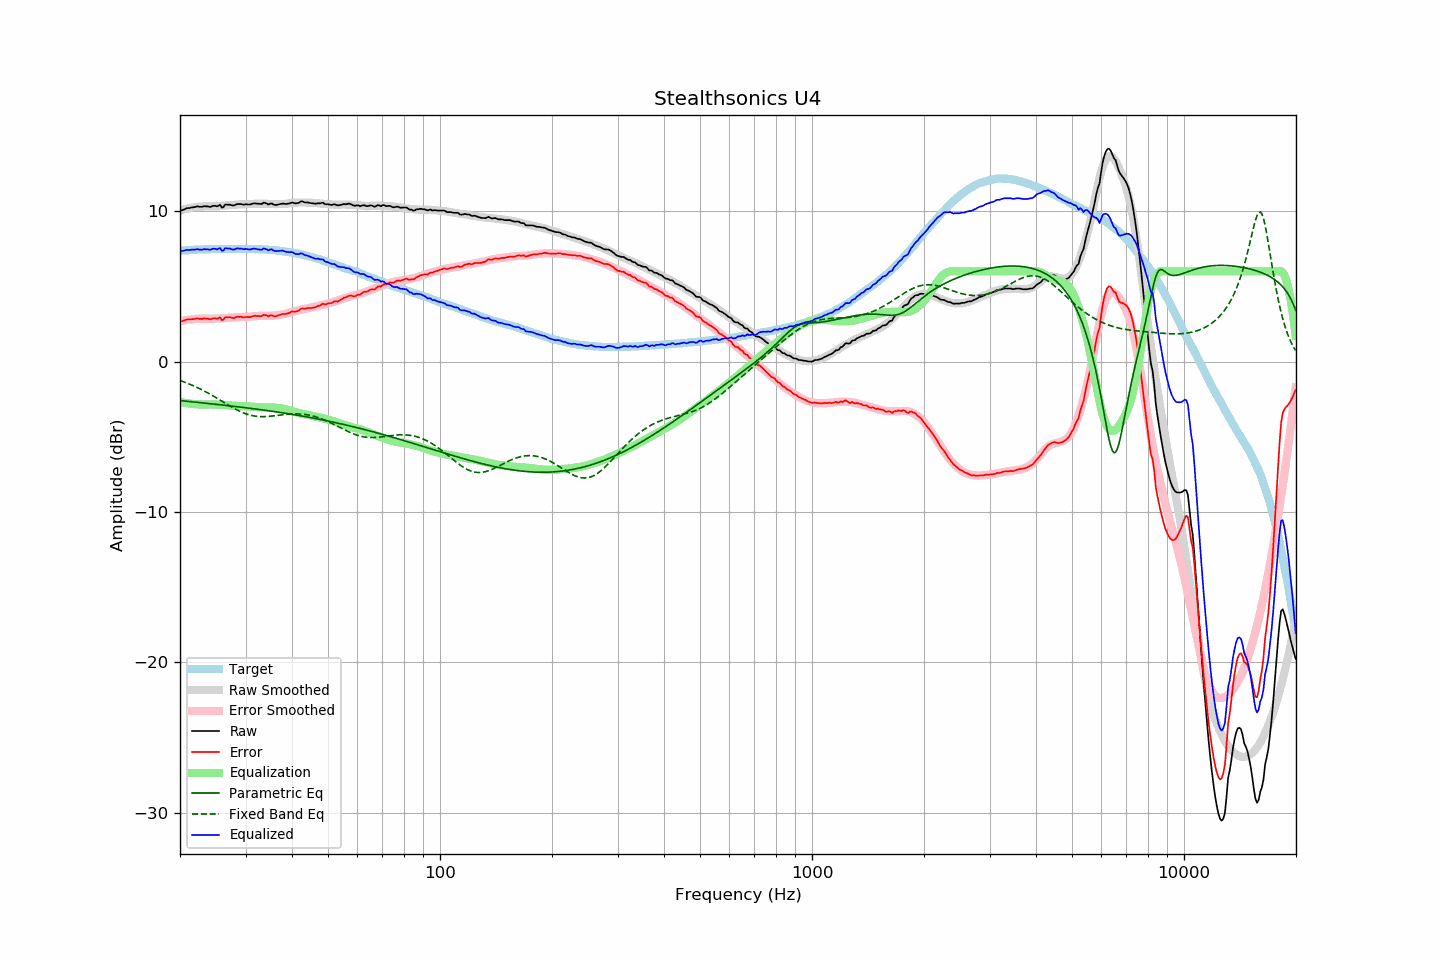 Stealthsonics U4
Amplitude (dBr)
10
0
−10
−20
−30
Target
Raw Smoothed
Error Smoothed
Raw
Error
Equalization
Parametric Eq
Fixed Band Eq
Equalized
100
1000
10000
Frequency (Hz)